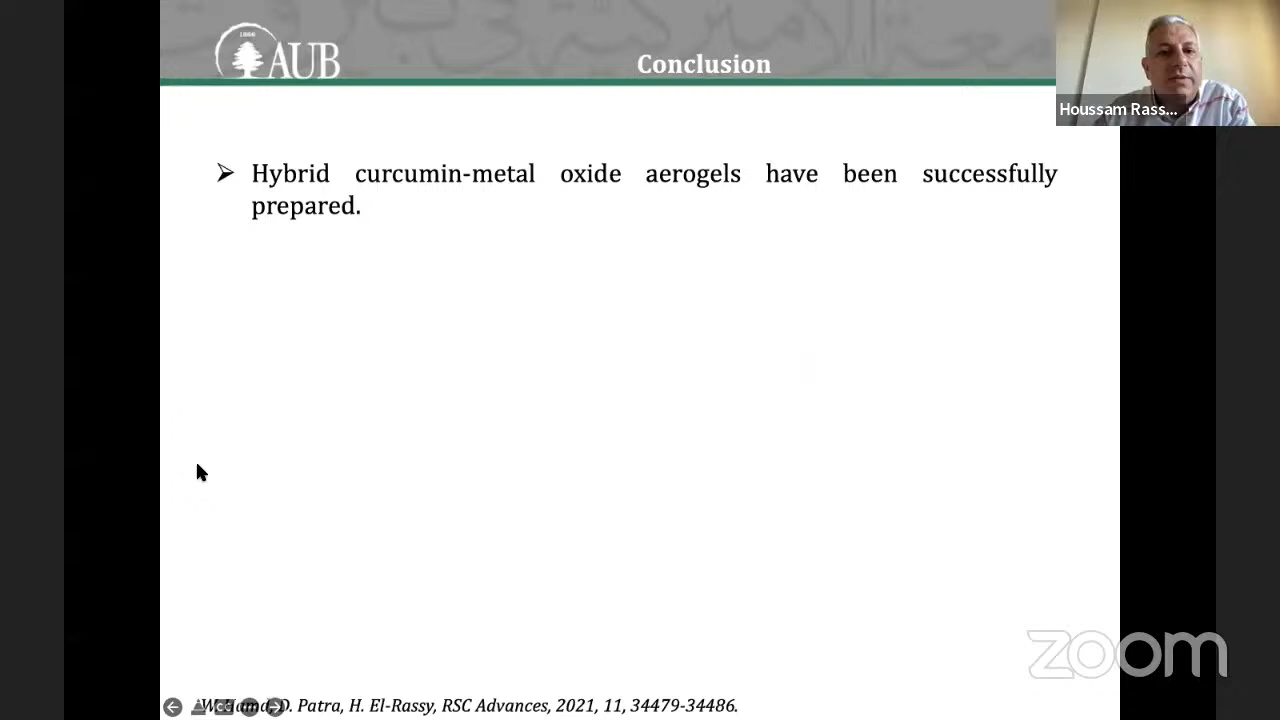 1866
AUB
Conclusion
Houssam Rass...
Hybrid curcumin-metal oxide aerogels have been successfully
prepared.
zoom
D. Patra, H. El-Rassy, RSC Advances, 2021, 11, 34479-34486.